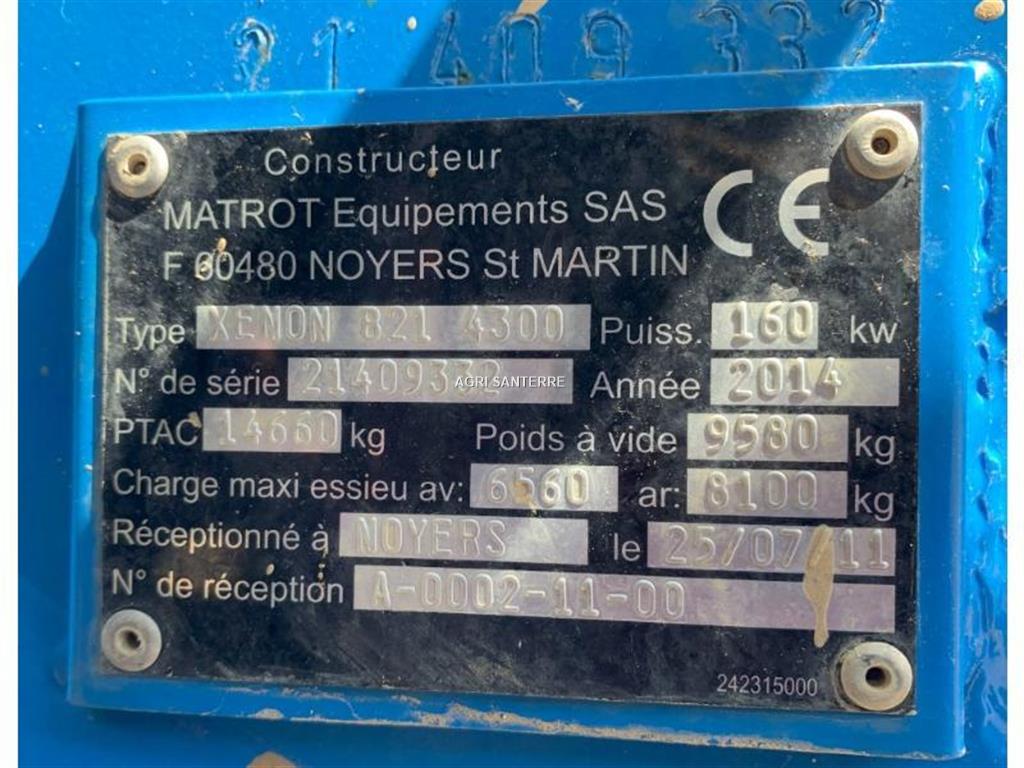 21409332
Constructeur
MATROT Equipements SAS CE
F 60480 NOYERS St MARTIN
Type XENON 821 4300 Puiss. 160 kw
N° de série 21409332 Année 2014
AGRI SANTERRE
PTAC 14660 kg Poids à vide 9580 kg
Charge maxi essieu av: 6560 ar: 8100 kg
Réceptionné à NOYERS le 25/07/11
N° de réception A-0002-11-00
242315000